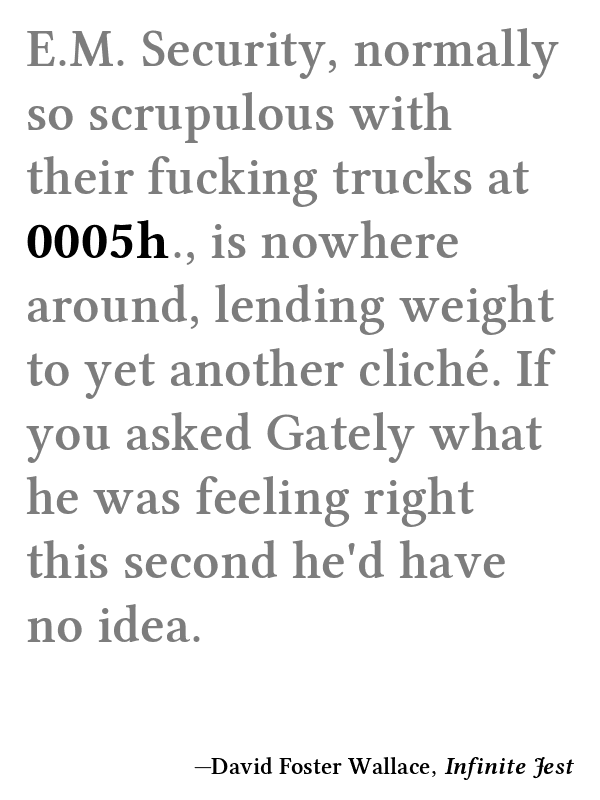 E.M. Security, normally
so scrupulous with
their fucking trucks at
0005h., is nowhere
around, lending weight
to yet another cliché. If
you asked Gately what
he was feeling right
this second he'd have
no idea.
—David Foster Wallace, Infinite Jest